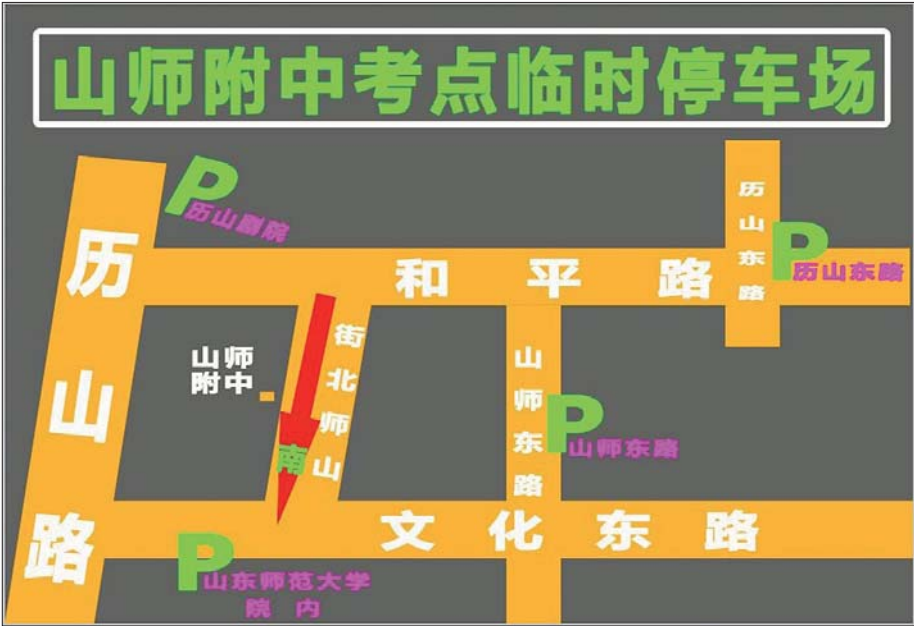 山师附中考点临时停车场
P
历山剧院
历山东路
P
历山东路
历山路
和平路
山师
附中
街北师山
南
山师东路
P
山师东路
文化东路
P
山东师范大学
院内